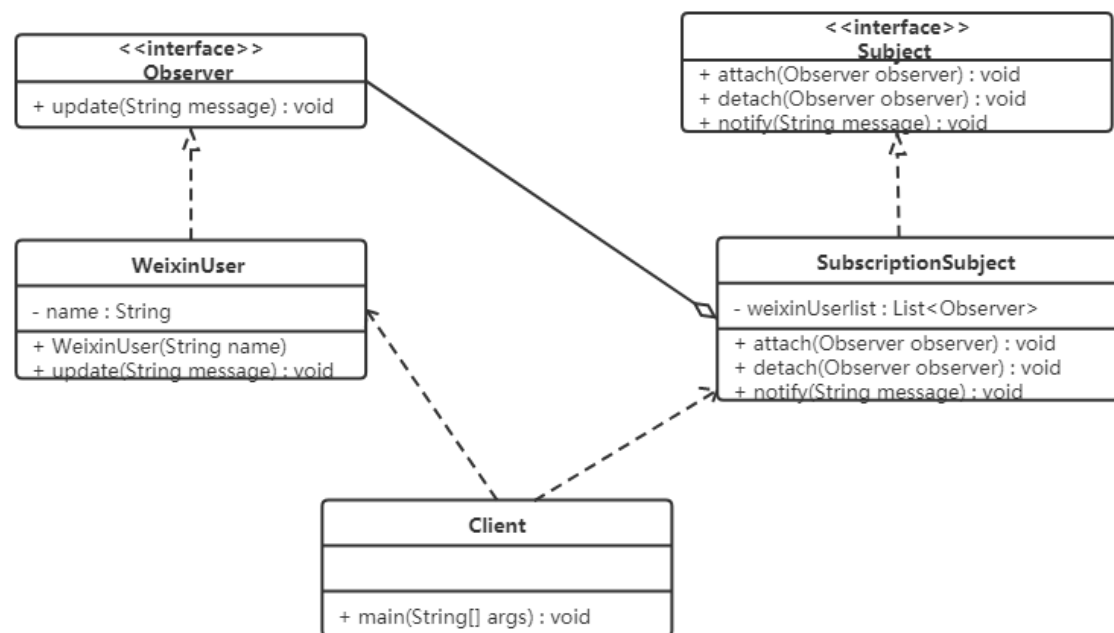 <<interface>>
Observer
+ update(String message) : void
<<interface>>
Subject
+ attach(Observer observer) : void
+ detach(Observer observer) : void
+ notify(String message) : void
WeixinUser
- name : String
+ WeixinUser(String name)
+ update(String message) : void
SubscriptionSubject
- weixinUserlist : List<Observer>
+ attach(Observer observer) : void
+ detach(Observer observer) : void
+ notify(String message) : void
Client
+ main(String[] args) : void